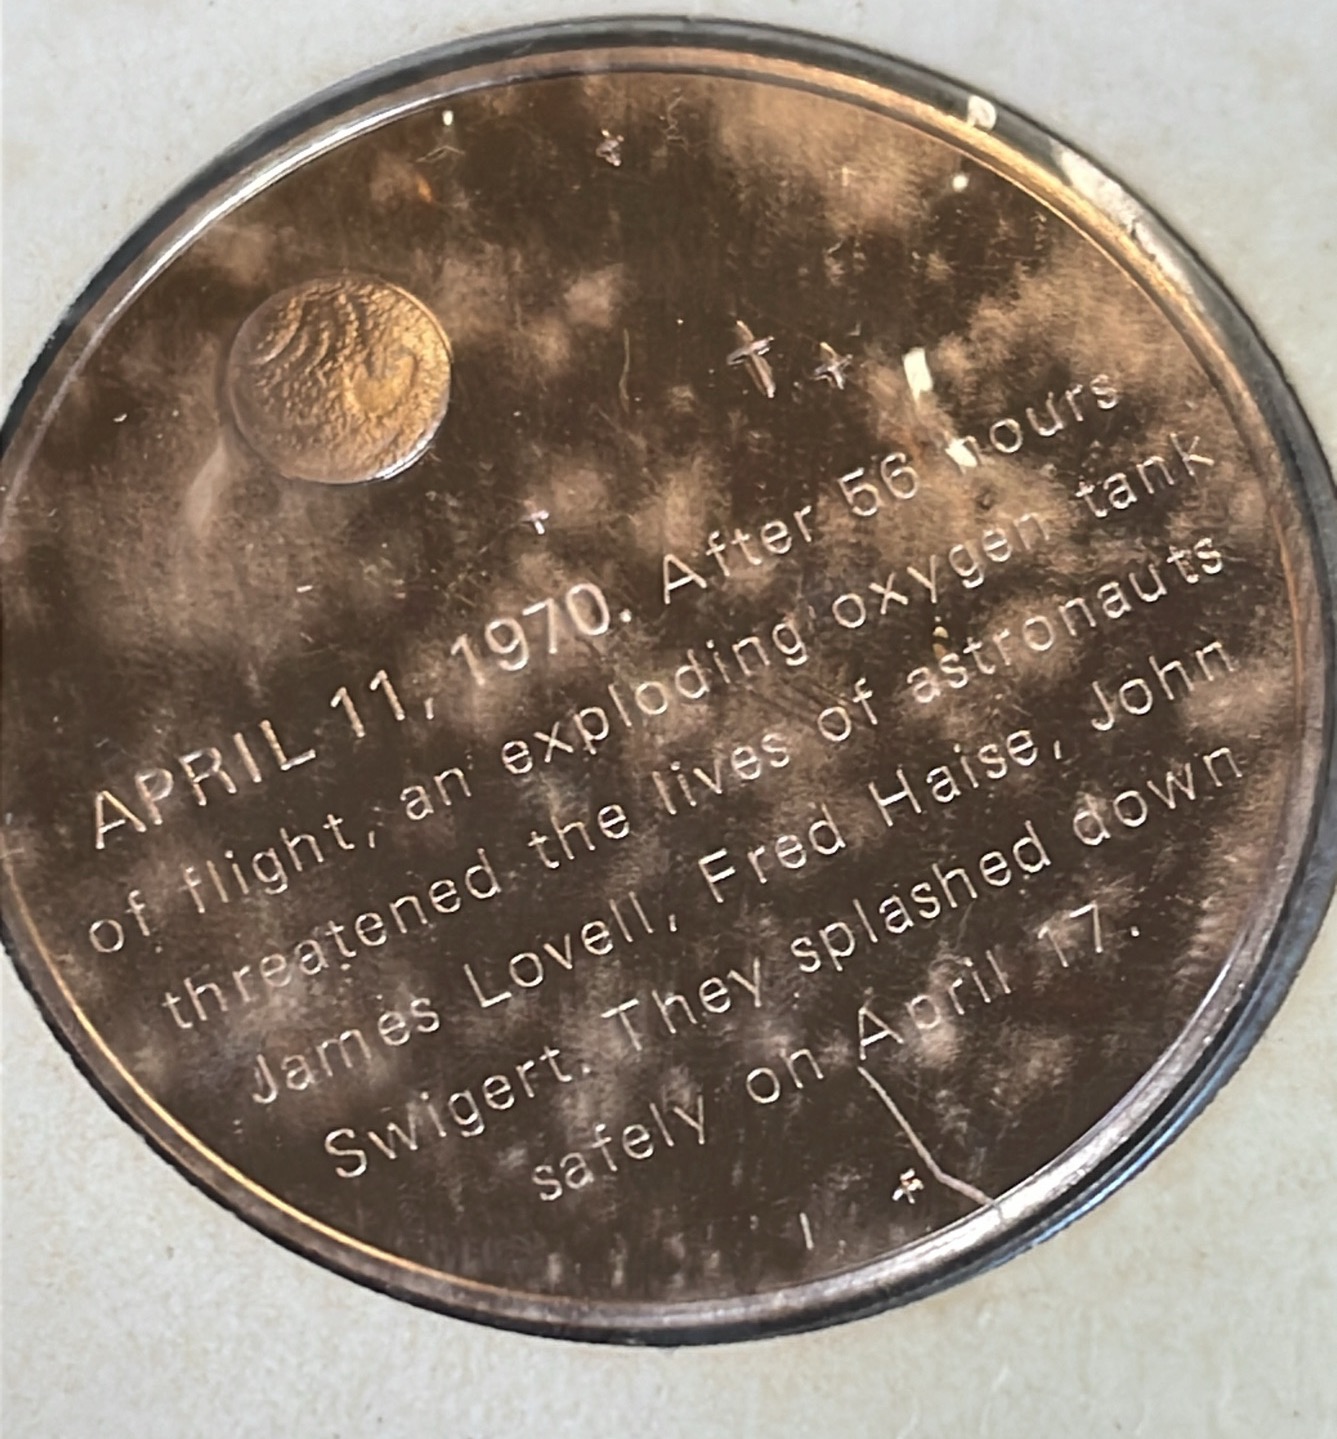 APRIL 11, 1970. After 56 hours
of flight, an exploding oxygen tank
threatened the lives of astronauts
James Lovell, Fred Haise, John
Swigert. They splashed down
safely on April 17.